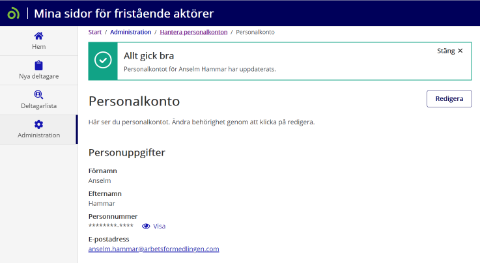 Mina sidor för fristående aktörer
Start / Administration / Hantera personalkonton / Personalkonto
Hem
Nya deltagare
Deltagarlista
Administration
Allt gick bra
Stäng ✕
Personalkontot för Anselm Hammar har uppdaterats.
Personalkonto
Redigera
Här ser du personalkontot. Ändra behörighet genom att klicka på redigera.
Personuppgifter
Förnamn
Anselm
Efternamn
Hammar
Personnummer
********-**** Visa
E-postadress
anselm.hammar@arbetsformedlingen.com